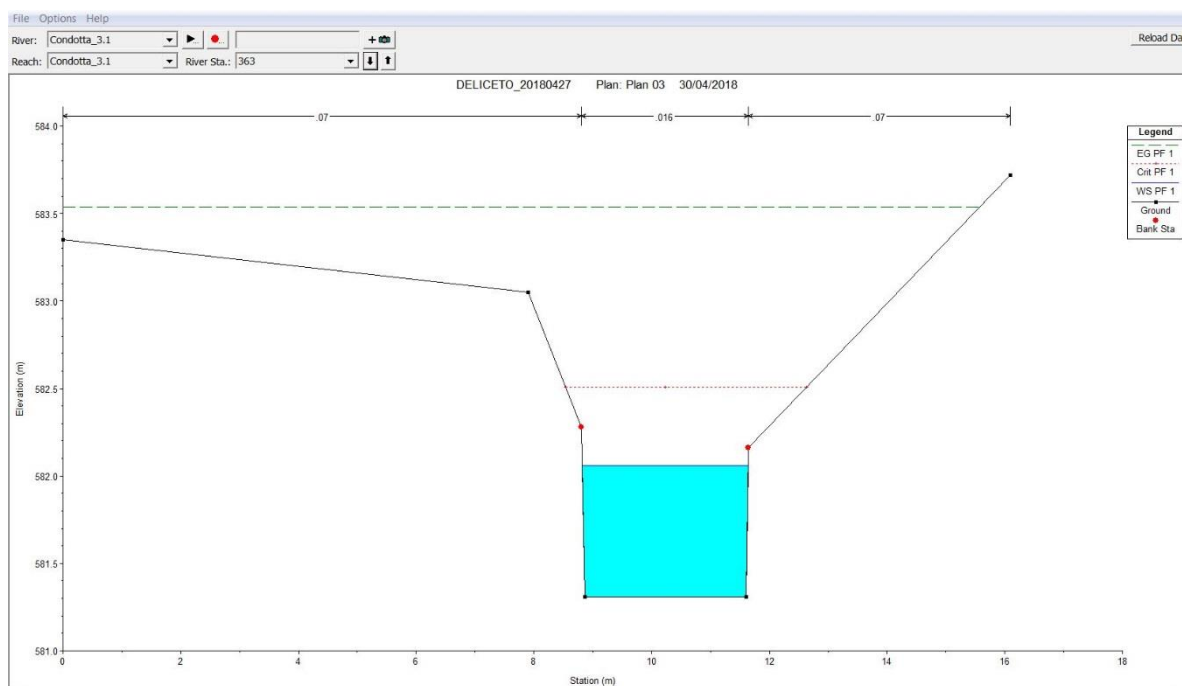 File Options Help
River: Condotta_3.1 Reload Da
Reach: Condotta_3.1 River Sta.: 363
DELICETO_20180427 Plan: Plan 03 30/04/2018
.07 .016 .07
Legend
EG PF 1
Crit PF 1
WS PF 1
Ground
Bank Sta
584.0
583.5
583.0
582.5
582.0
581.5
581.0
Elevation (m)
0 2 4 6 8 10 12 14 16 18
Station (m)